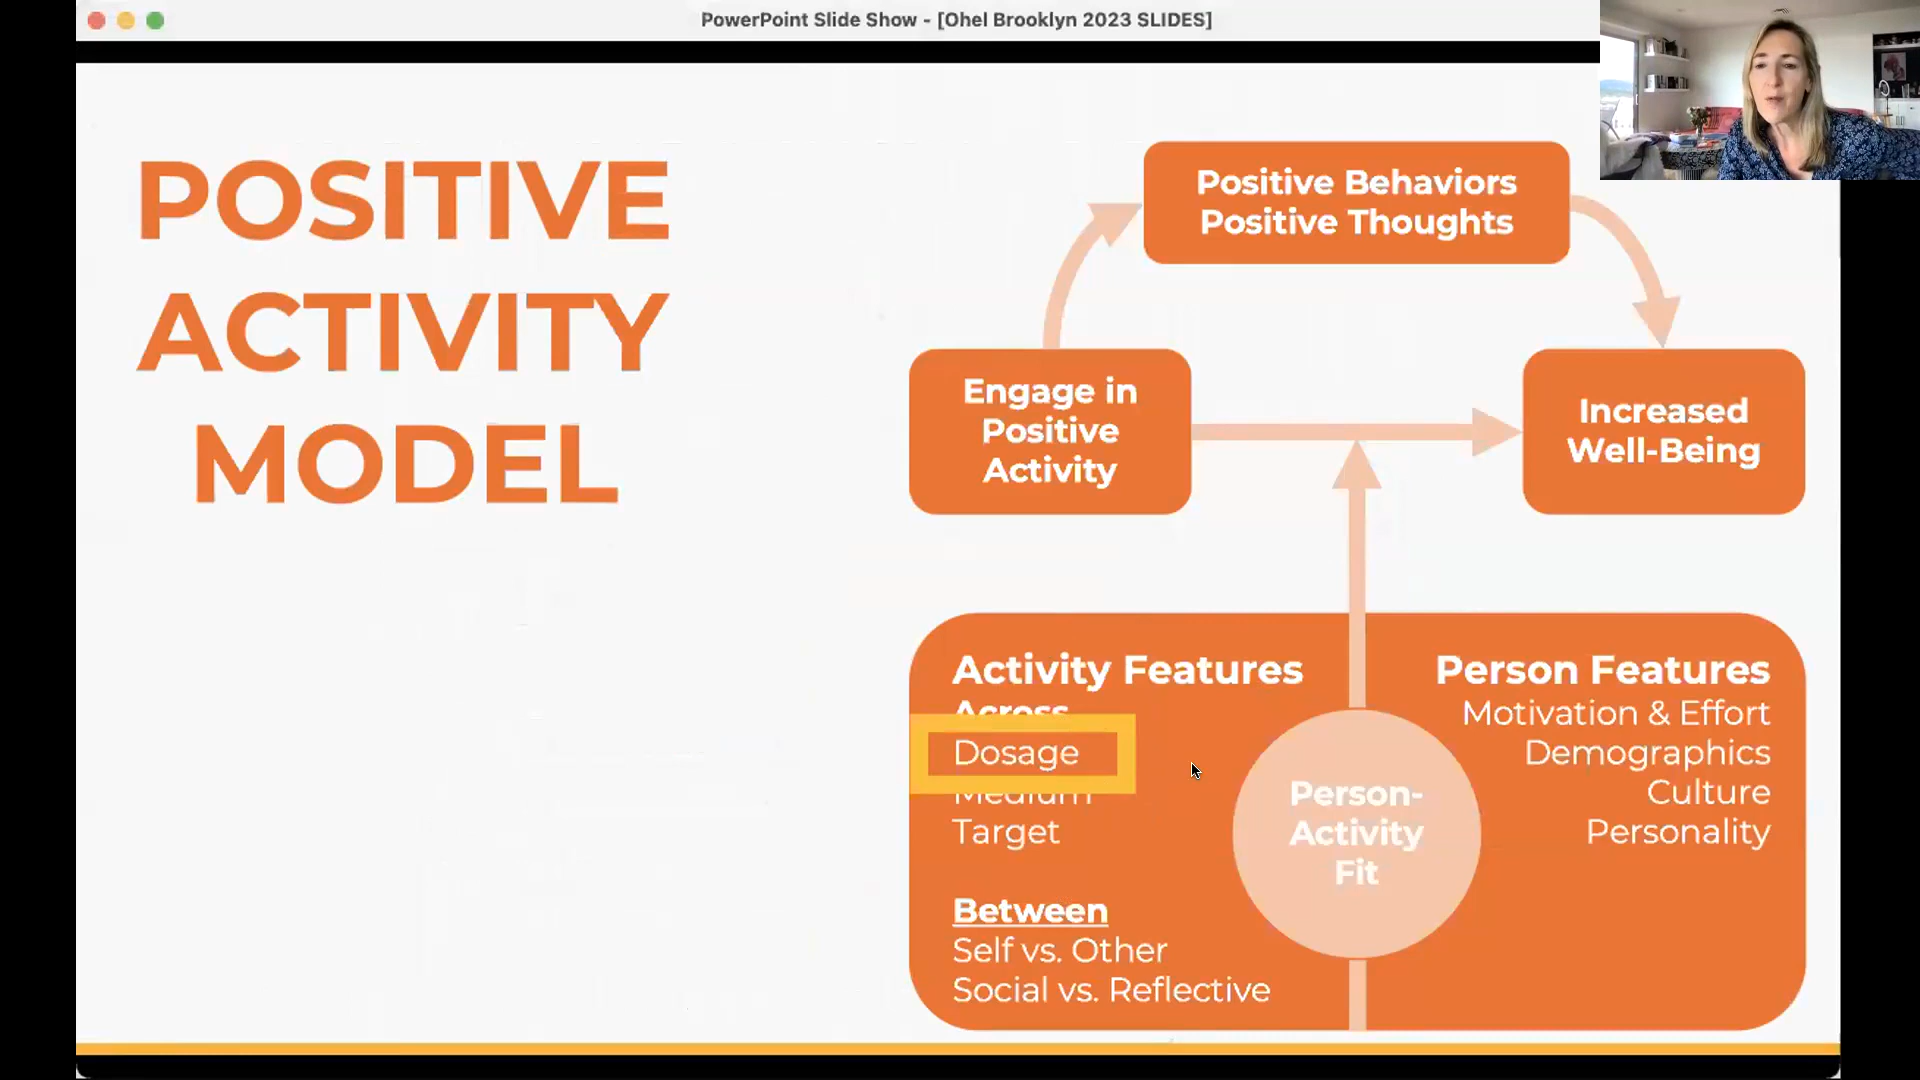 PowerPoint Slide Show - [Ohel Brooklyn 2023 SLIDES]
POSITIVE
ACTIVITY
MODEL
Positive Behaviors
Positive Thoughts
Engage in
Positive
Activity
Increased
Well-Being
Activity Features
Across
Dosage
Medium
Target
Between
Self vs. Other
Social vs. Reflective
Person-
Activity
Fit
Person Features
Motivation & Effort
Demographics
Culture
Personality